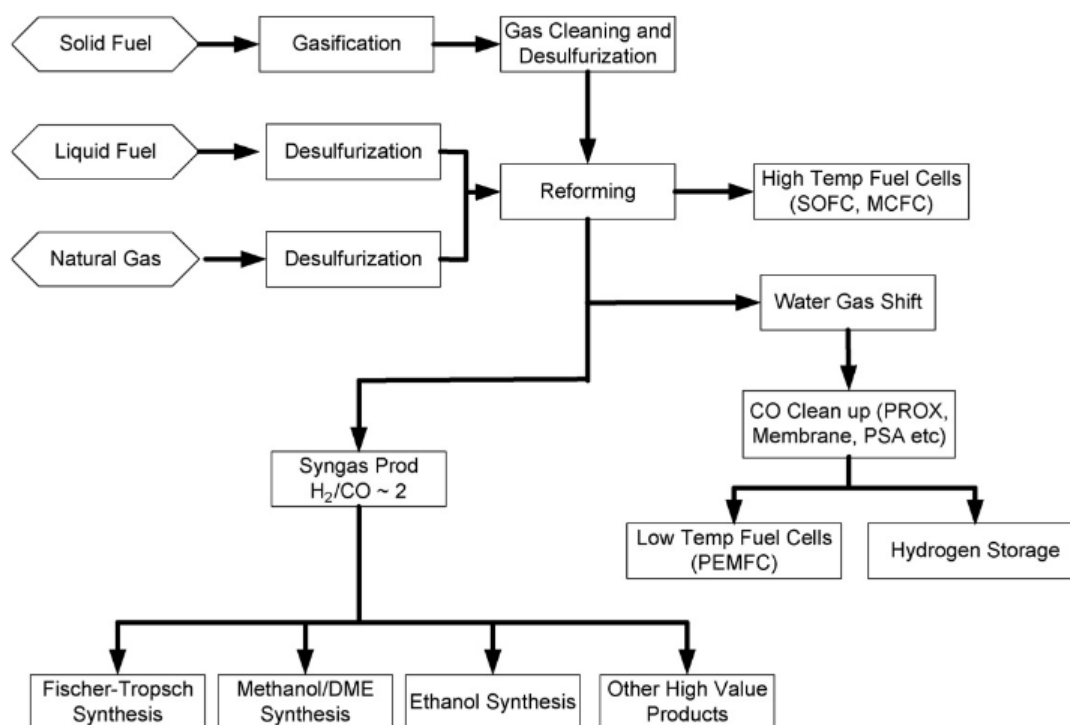 Solid Fuel
Gasification
Gas Cleaning and
Desulfurization
Liquid Fuel
Desulfurization
Reforming
High Temp Fuel Cells
(SOFC, MCFC)
Natural Gas
Desulfurization
Water Gas Shift
CO Clean up (PROX,
Membrane, PSA etc)
Syngas Prod
H₂/CO ~ 2
Low Temp Fuel Cells
(PEMFC)
Hydrogen Storage
Fischer-Tropsch
Synthesis
Methanol/DME
Synthesis
Ethanol Synthesis
Other High Value
Products